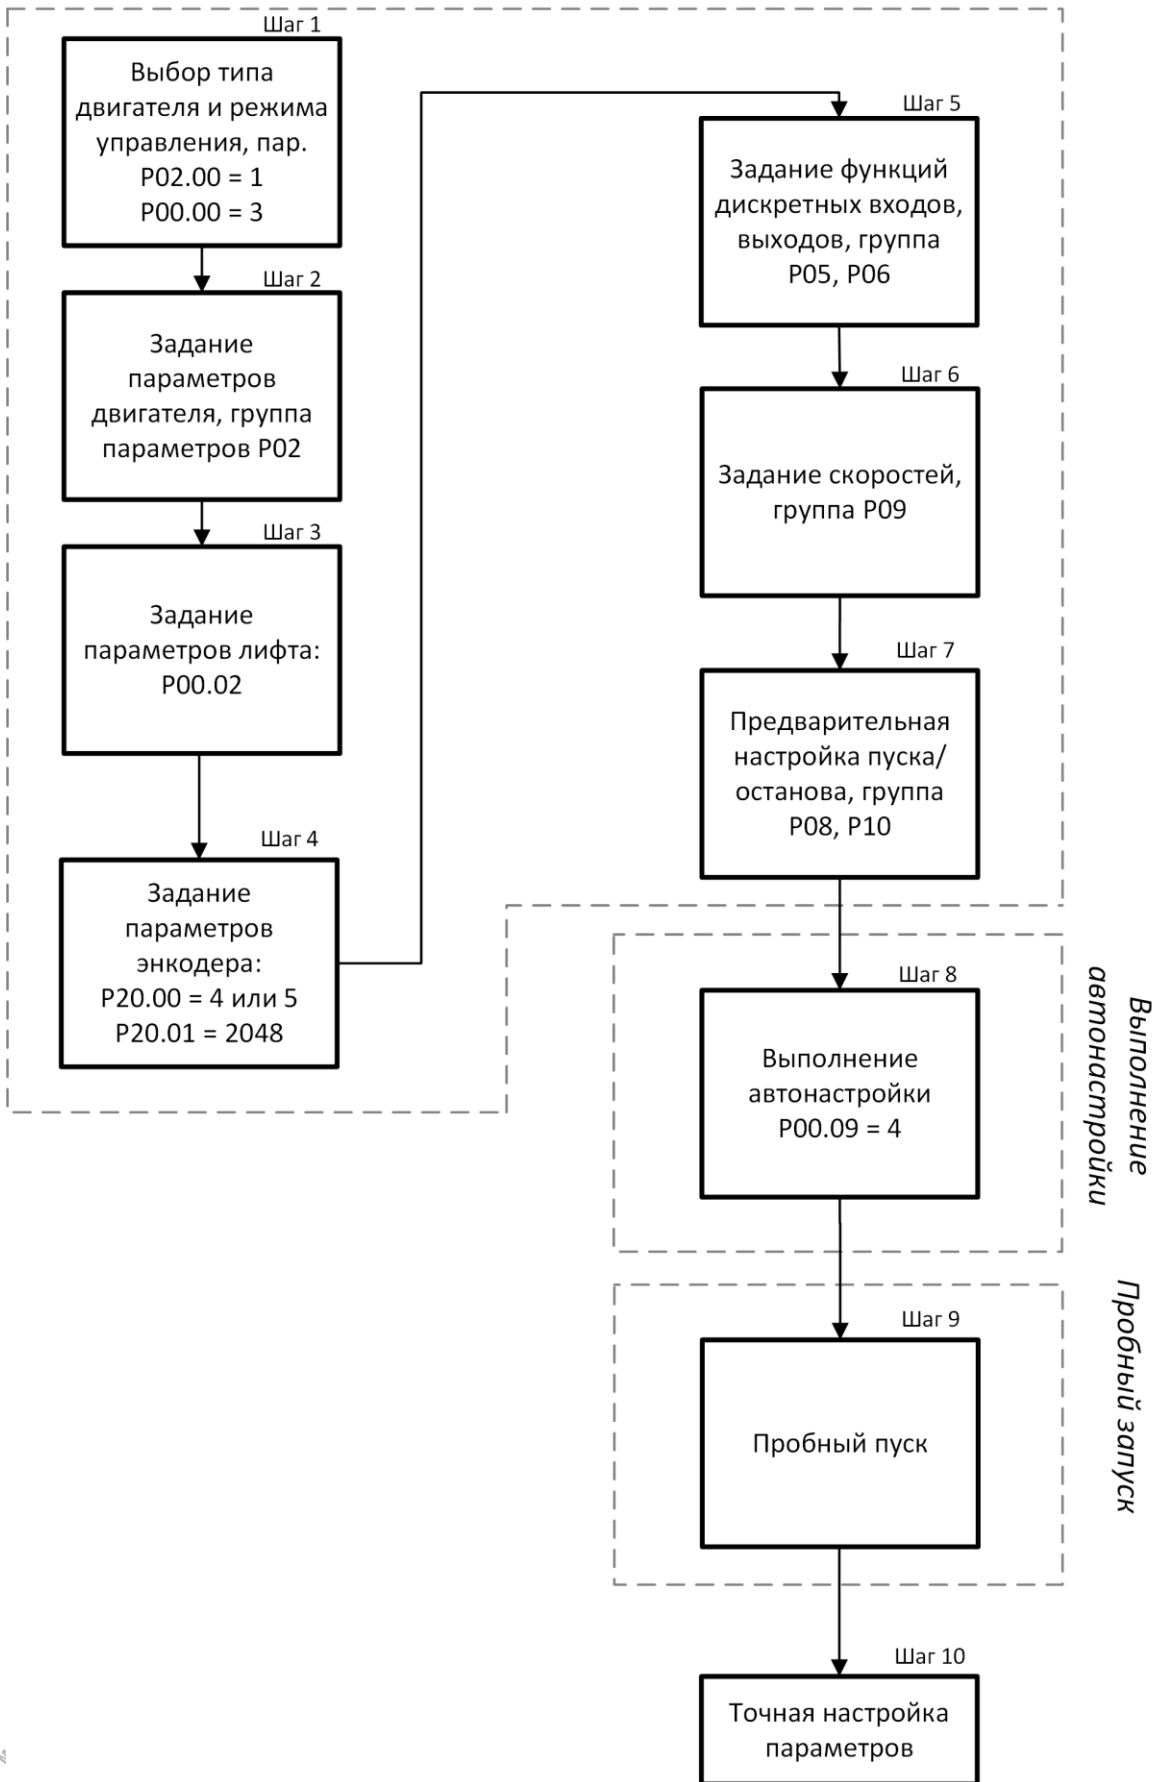 Шаг 1
Выбор типа
двигателя и режима
управления, пар.
P02.00 = 1
P00.00 = 3
Шаг 2
Задание
параметров
двигателя, группа
параметров P02
Шаг 3
Задание
параметров лифта:
P00.02
Шаг 4
Задание
параметров
энкодера:
P20.00 = 4 или 5
P20.01 = 2048
Шаг 5
Задание функций
дискретных входов,
выходов, группа
P05, P06
Шаг 6
Задание скоростей,
группа P09
Шаг 7
Предварительная
настройка пуска/
останова, группа
P08, P10
Шаг 8
Выполнение
автонастройки
P00.09 = 4
Выполнение
автонастройки
Шаг 9
Пробный пуск
Пробный запуск
Шаг 10
Точная настройка
параметров